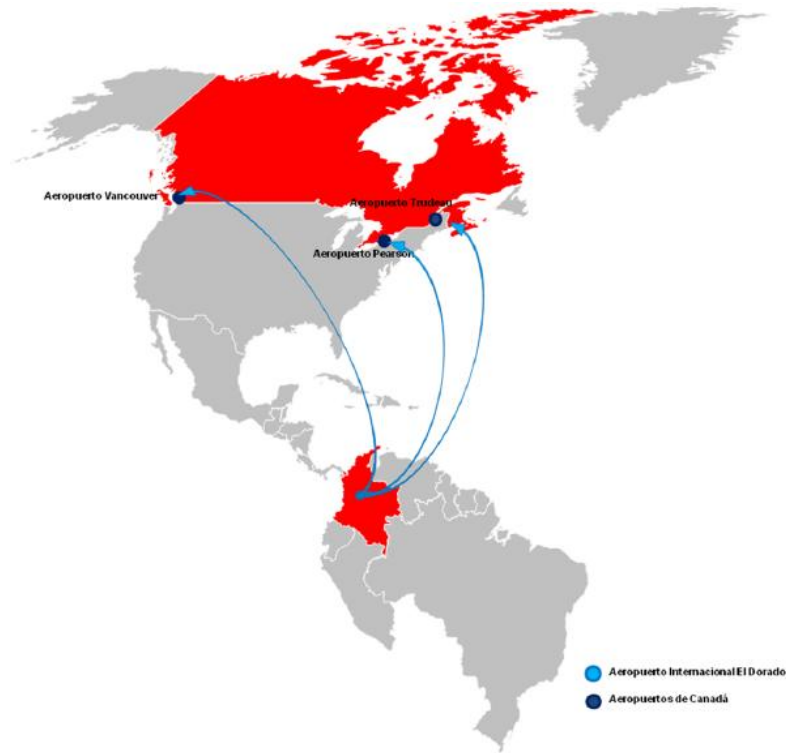 Aeropuerto Vancouver
Aeropuerto Trudeau
Aeropuerto Pearson
Aeropuerto Internacional El Dorado
Aeropuertos de Canadá